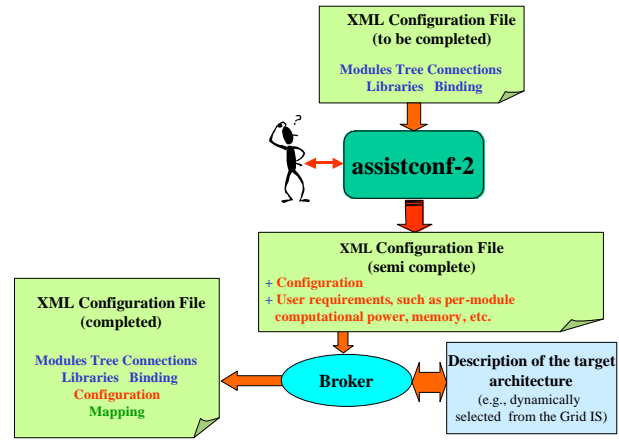 XML Configuration File
(to be completed)
Modules Tree Connections
Libraries Binding
?
assistconf-2
XML Configuration File
(semi complete)
+ Configuration
+ User requirements, such as per-module
computational power, memory, etc.
XML Configuration File
(completed)
Modules Tree Connections
Libraries Binding
Configuration
Mapping
Broker
Description of the target
architecture
(e.g., dynamically
selected from the Grid IS)